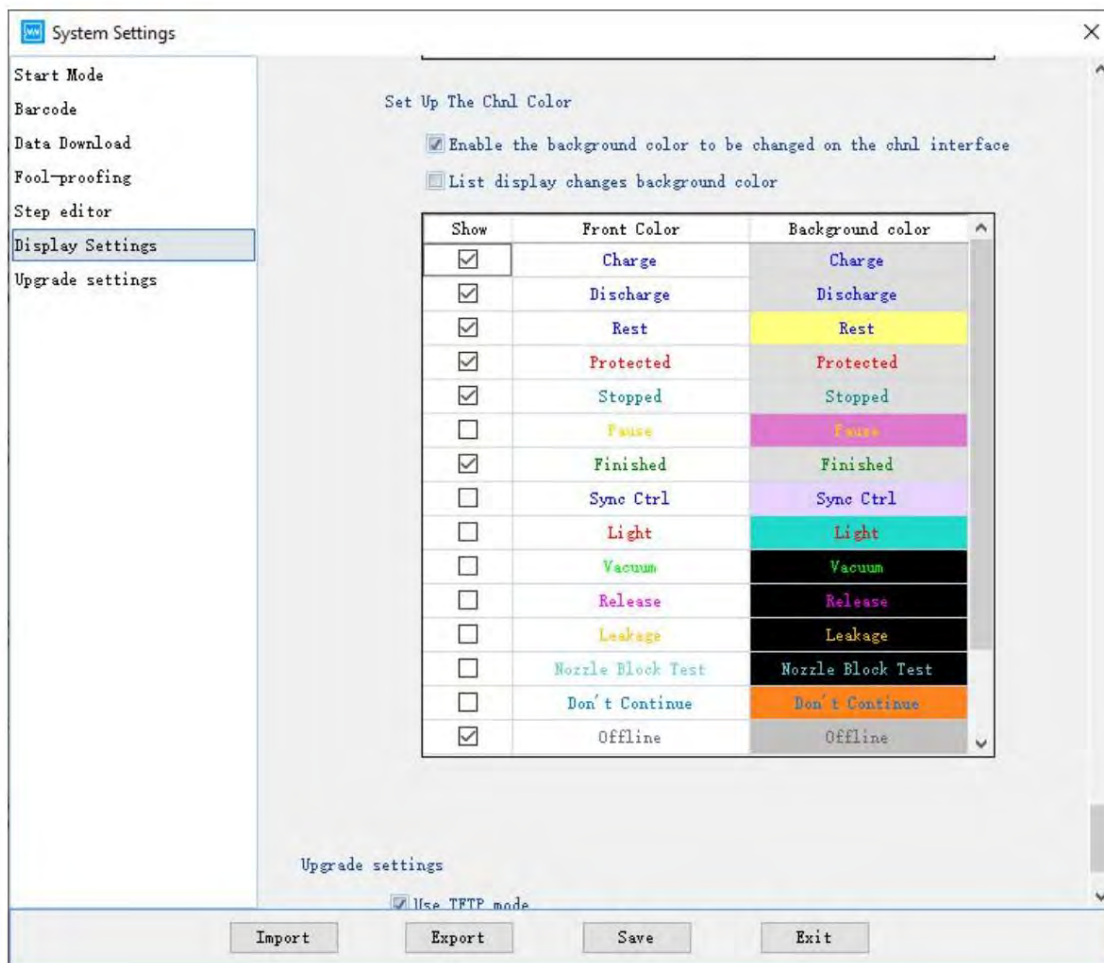 System Settings
Start Mode
Barcode
Data Download
Fool-proofing
Step editor
Display Settings
Upgrade settings
Set Up The Chnl Color
Enable the background color to be changed on the chnl interface
List display changes background color
Show Front Color Background color
Charge Charge
Discharge Discharge
Rest Rest
Protected Protected
Stopped Stopped
Pause Pause
Finished Finished
Sync Ctrl Sync Ctrl
Light Light
Vacuum Vacuum
Release Release
Leakage Leakage
Nozzle Block Test Nozzle Block Test
Don't Continue Don't Continue
Offline Offline
Upgrade settings
Use TFTP mode
Import Export Save Exit